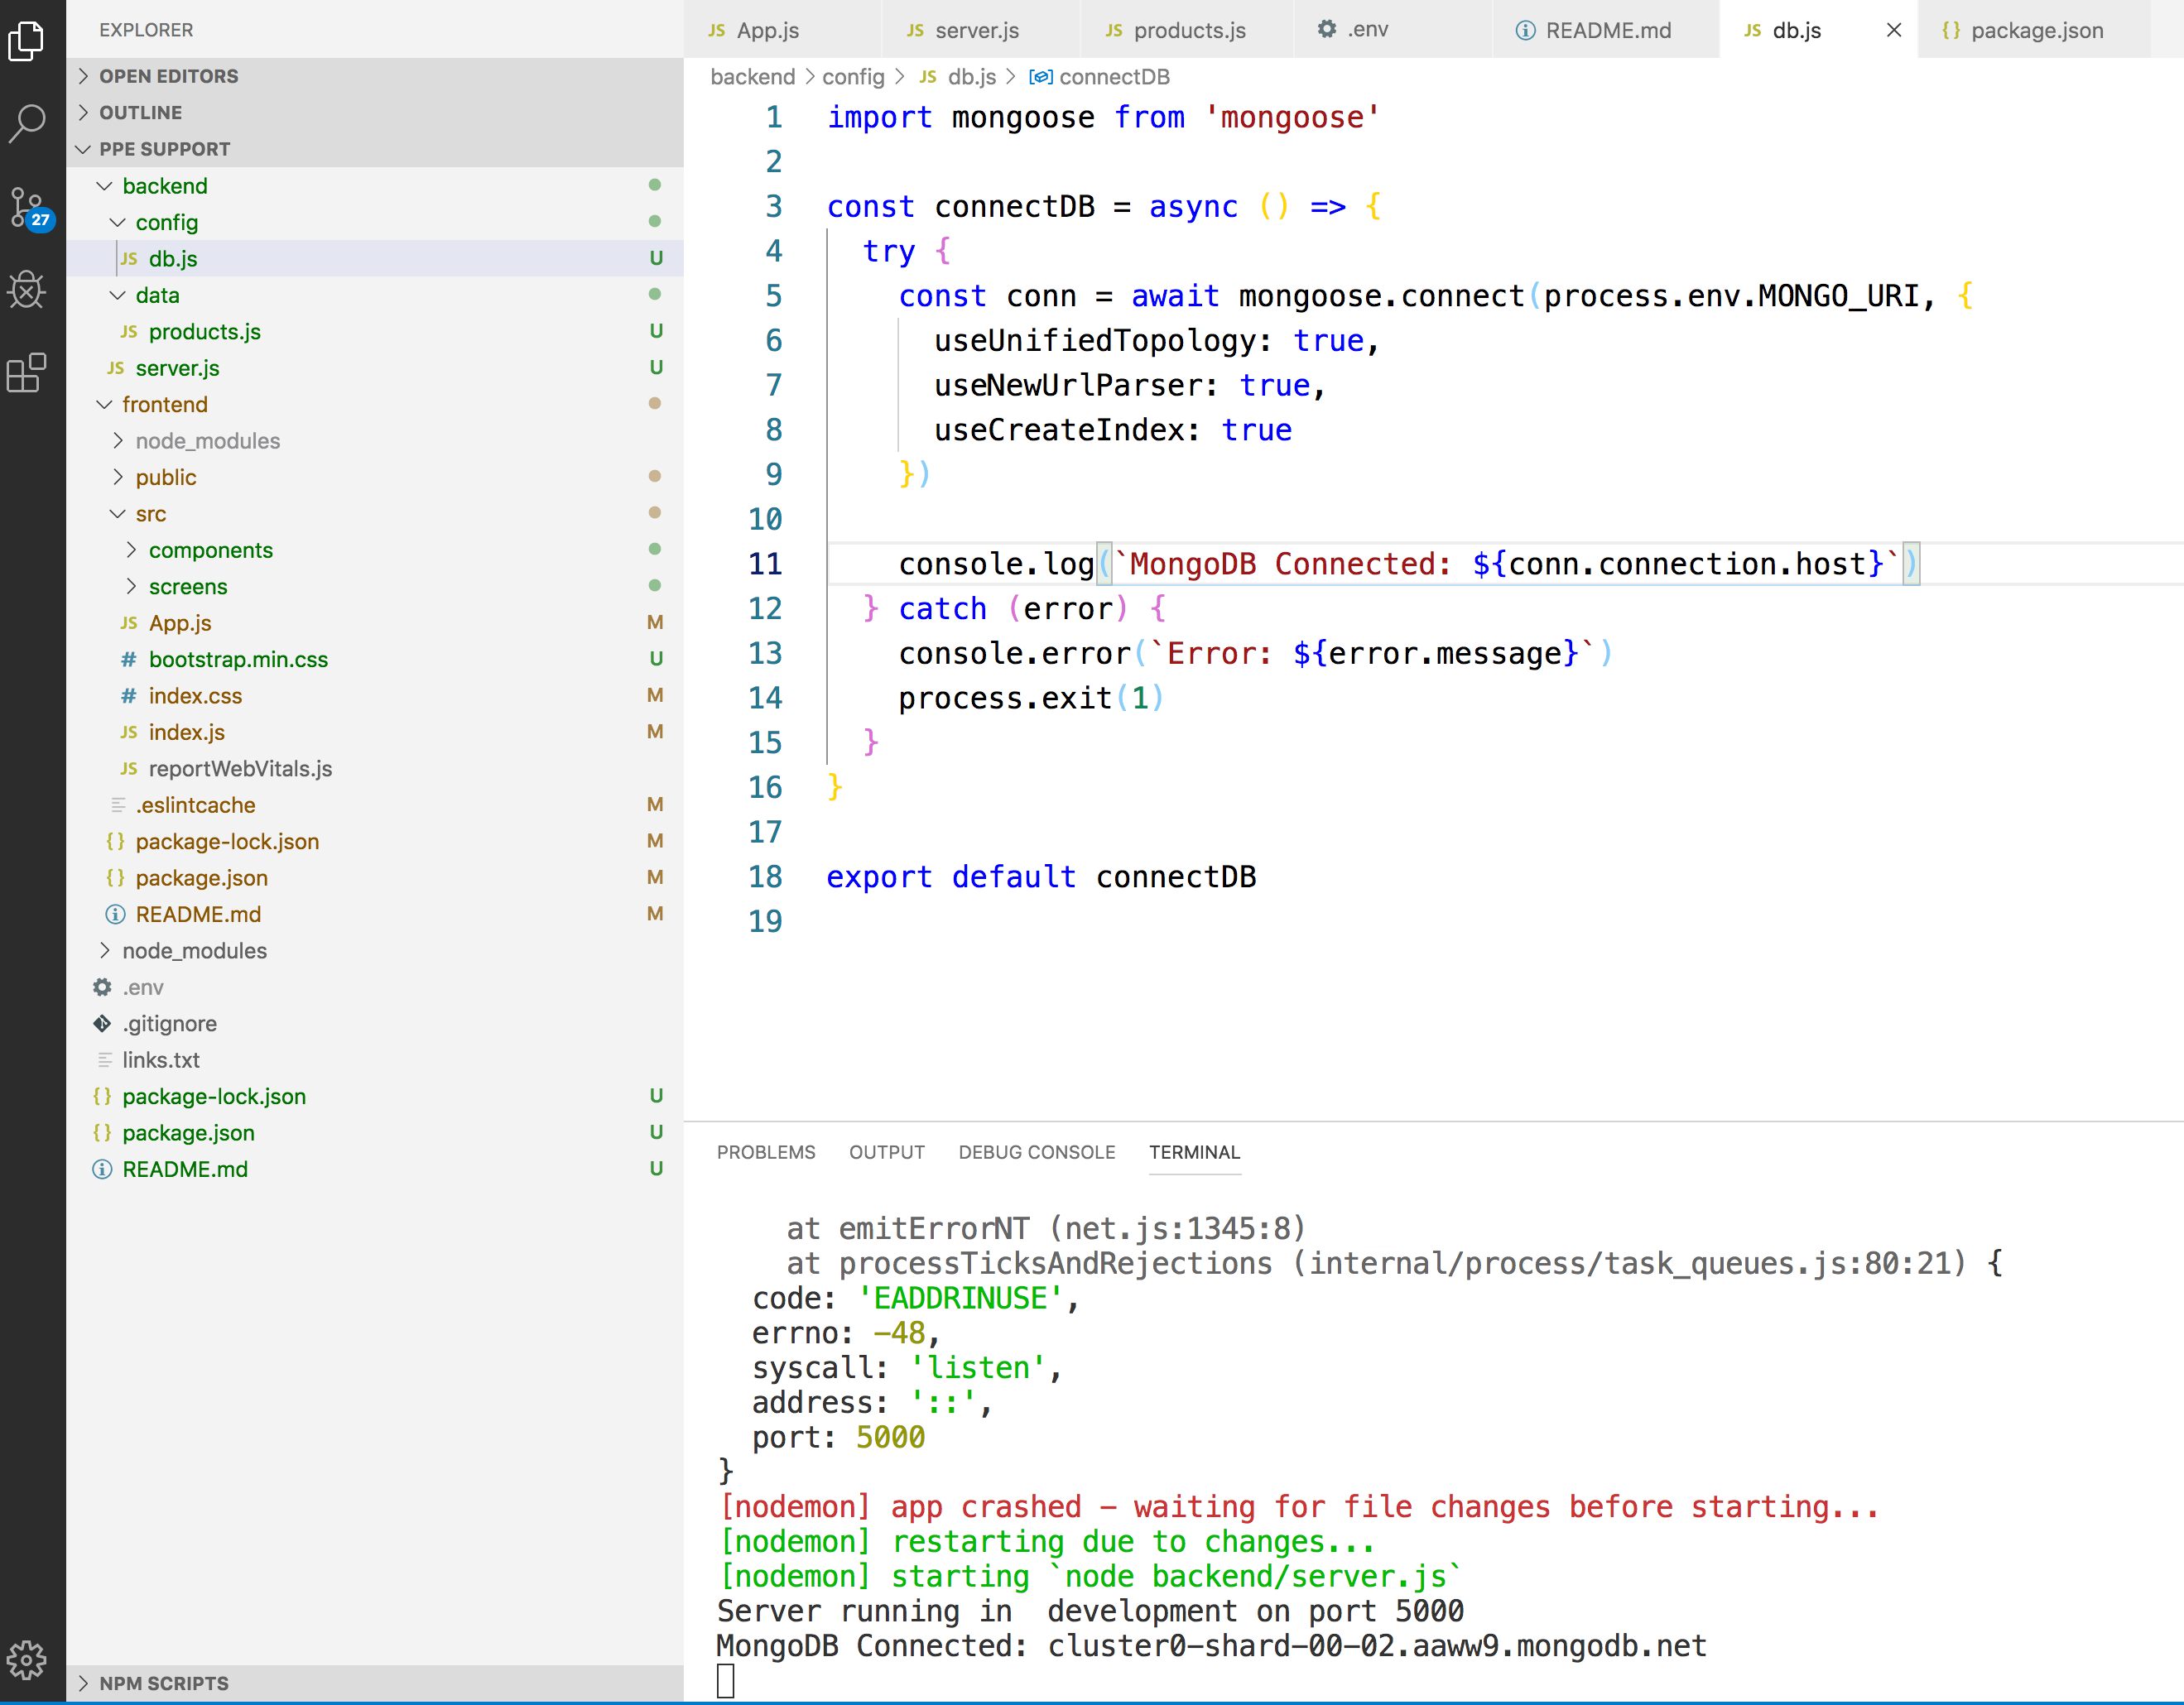 EXPLORER
OPEN EDITORS
OUTLINE
PPE SUPPORT
backend
config
JS db.js U
data
JS products.js U
JS server.js U
frontend
node_modules
public
src
components
screens
JS App.js M
# bootstrap.min.css U
# index.css M
JS index.js M
JS reportWebVitals.js
.eslintcache M
{} package-lock.json M
{} package.json M
README.md M
node_modules
.env
.gitignore
links.txt
{} package-lock.json U
{} package.json U
README.md U
NPM SCRIPTS
27
JS App.js JS server.js JS products.js .env README.md JS db.js {} package.json
backend > config > JS db.js > connectDB
1 import mongoose from 'mongoose'
2
3 const connectDB = async () => {
4 try {
5 const conn = await mongoose.connect(process.env.MONGO_URI, {
6 useUnifiedTopology: true,
7 useNewUrlParser: true,
8 useCreateIndex: true
9 })
10
11 console.log(`MongoDB Connected: ${conn.connection.host}`)
12 } catch (error) {
13 console.error(`Error: ${error.message}`)
14 process.exit(1)
15 }
16 }
17
18 export default connectDB
19
PROBLEMS OUTPUT DEBUG CONSOLE TERMINAL
at emitErrorNT (net.js:1345:8)
at processTicksAndRejections (internal/process/task_queues.js:80:21) {
code: 'EADDRINUSE',
errno: -48,
syscall: 'listen',
address: '::',
port: 5000
}
[nodemon] app crashed - waiting for file changes before starting...
[nodemon] restarting due to changes...
[nodemon] starting `node backend/server.js`
Server running in  development on port 5000
MongoDB Connected: cluster0-shard-00-02.aaww9.mongodb.net